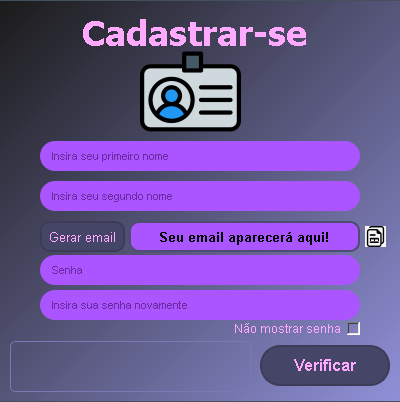 Cadastrar-se
Insira seu primeiro nome
Insira seu segundo nome
Gerar email Seu email aparecerá aqui!
Senha
Insira sua senha novamente
Não mostrar senha
Verificar